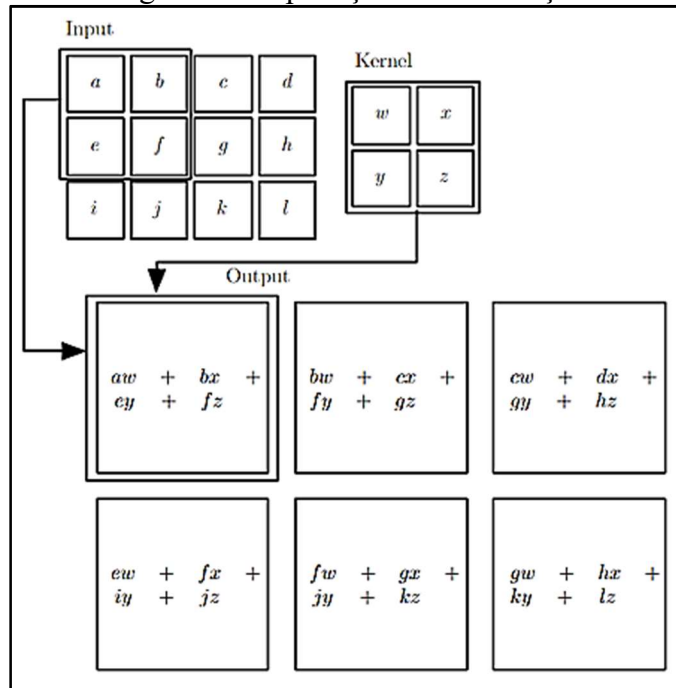 Input
a b c d
Kernel
w x
e f g h
y z
i j k l
Output
aw + bx +
ey + fz
bw + cx +
fy + gz
cw + dx +
gy + hz
ew + fx +
iy + jz
fw + gx +
jy + kz
gw + hx +
ky + lz